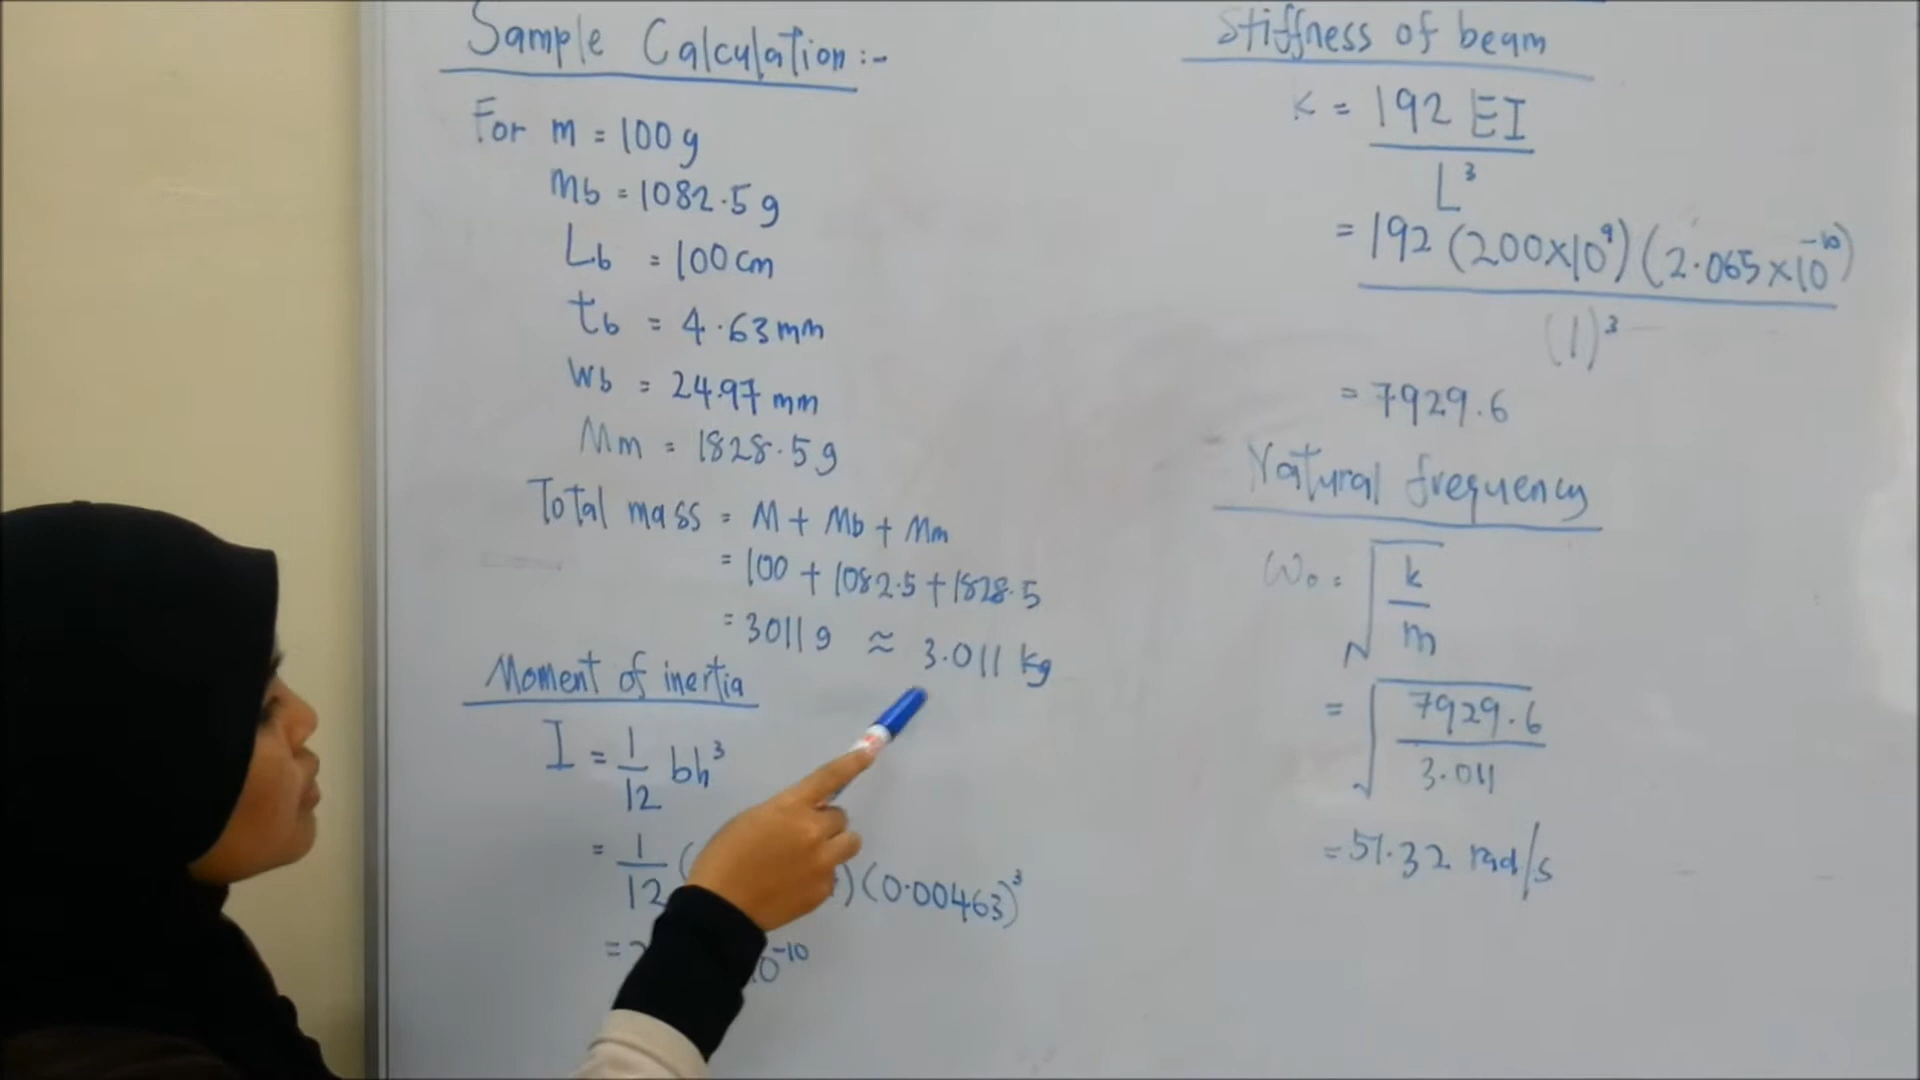 Sample Calculation :-
For m = 100 g
Mb = 1082.5 g
Lb = 100 cm
tb = 4.63 mm
Wb = 24.97 mm
Mm = 1828.5 g
Total mass = M + Mb + Mm
= 100 + 1082.5 + 1828.5
= 3011 g ≈ 3.011 kg
Moment of inertia
I = 1/12 bh³
= 1/12 ( ) (0.00463)³
= 10⁻¹⁰
Stiffness of beam
K = 192 EI / L³
= 192 (200×10⁹) (2.065×10⁻¹⁰) / (1)³
= 7929.6
Natural frequency
ω₀ = √(k/m)
= √(7929.6/3.011)
= 51.32 rad/s